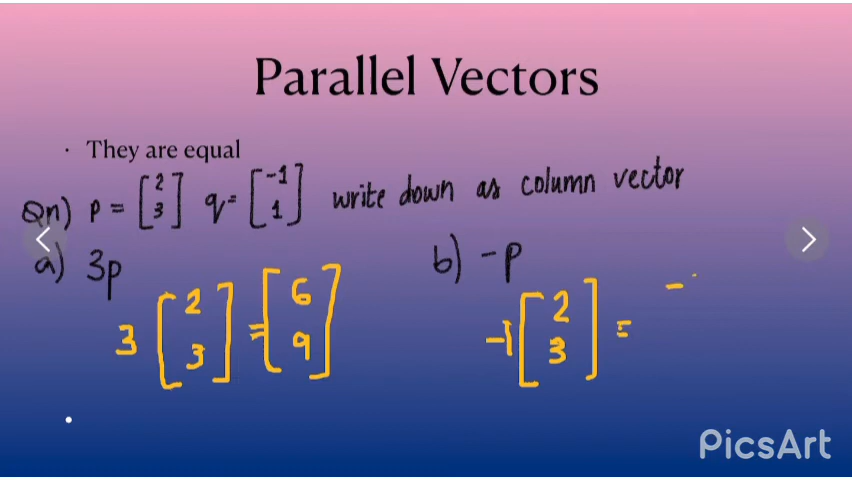 Parallel Vectors
· They are equal
Qn) p = [2 3] q = [-1 1] write down as column vector
a) 3p b) -p
3 [2 3] = [6 9] -1 [2 3] = -
PicsArt